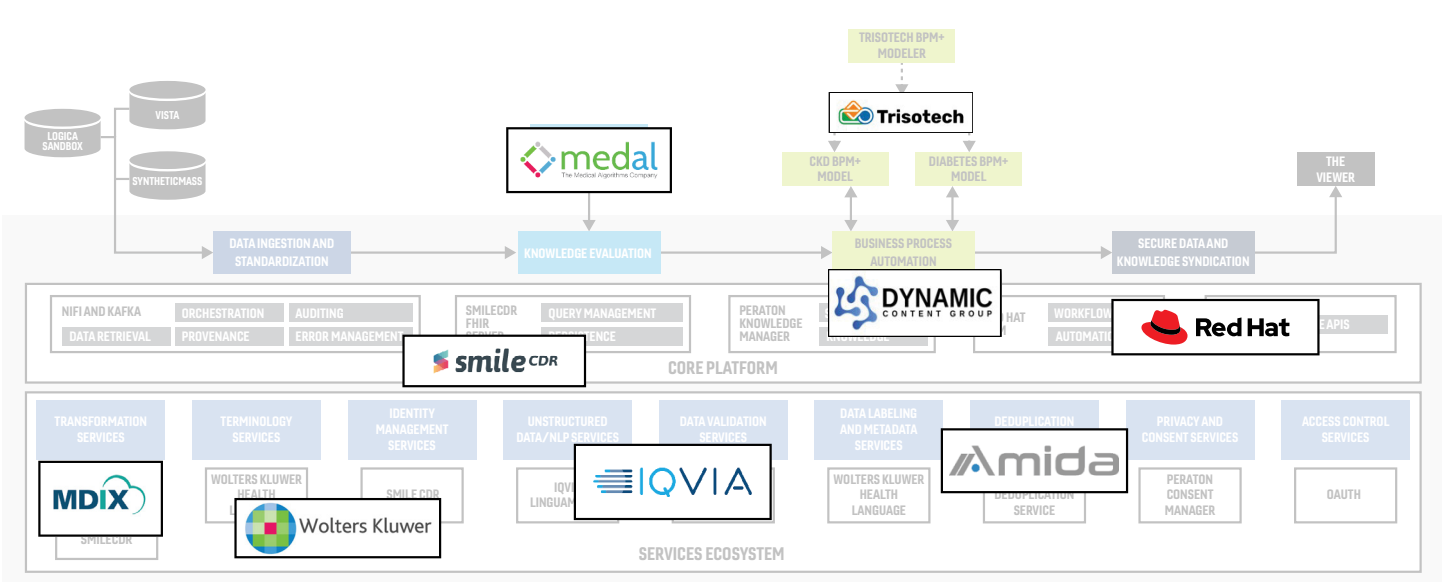 TRISOTECH BPM+
MODELER
Trisotech
LOGICA
SANDBOX
VISTA
SYNTHETICMASS
medal
The Medical Algorithms Company
CKD BPM+
MODEL
DIABETES BPM+
MODEL
THE
VIEWER
DATA INGESTION AND
STANDARDIZATION
KNOWLEDGE EVALUATION
BUSINESS PROCESS
AUTOMATION
SECURE DATA AND
KNOWLEDGE SYNDICATION
DYNAMIC
CONTENT GROUP
NIFI AND KAFKA
ORCHESTRATION
AUDITING
DATA RETRIEVAL
PROVENANCE
ERROR MANAGEMENT
SMILECDR
FHIR
QUERY MANAGEMENT
PERATON
KNOWLEDGE
MANAGER
HAT
WORKFLOW
APIS
Red Hat
smile CDR
CORE PLATFORM
TRANSFORMATION
SERVICES
TERMINOLOGY
SERVICES
IDENTITY
MANAGEMENT
SERVICES
UNSTRUCTURED
DATA/NLP SERVICES
DATA VALIDATION
SERVICES
DATA LABELING
AND METADATA
SERVICES
DEDUPLICATION
PRIVACY AND
CONSENT SERVICES
ACCESS CONTROL
SERVICES
MDIX
SMILECDR
WOLTERS KLUWER
HEALTH
Wolters Kluwer
SMILE CDR
IQVIA
WOLTERS KLUWER
HEALTH
LANGUAGE
Amida
DEDUPLICATION
SERVICE
PERATON
CONSENT
MANAGER
OAUTH
SERVICES ECOSYSTEM